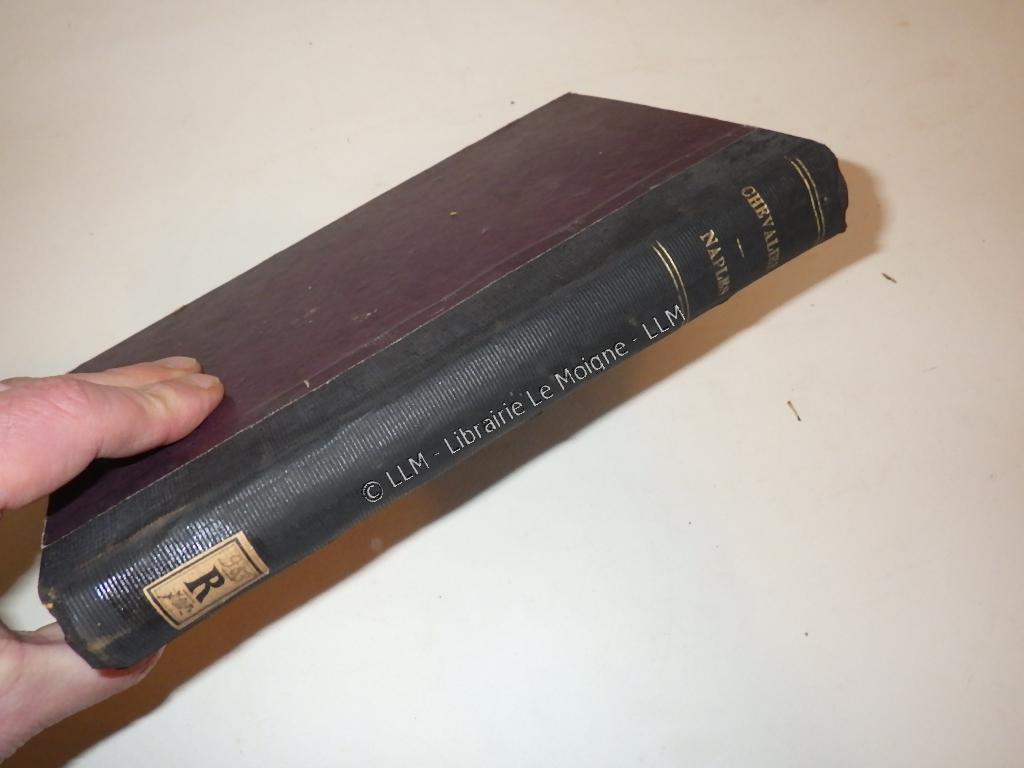 CHEVALIER
—
NAPLES
© LLM - Librairie Le Moigne - LLM
R